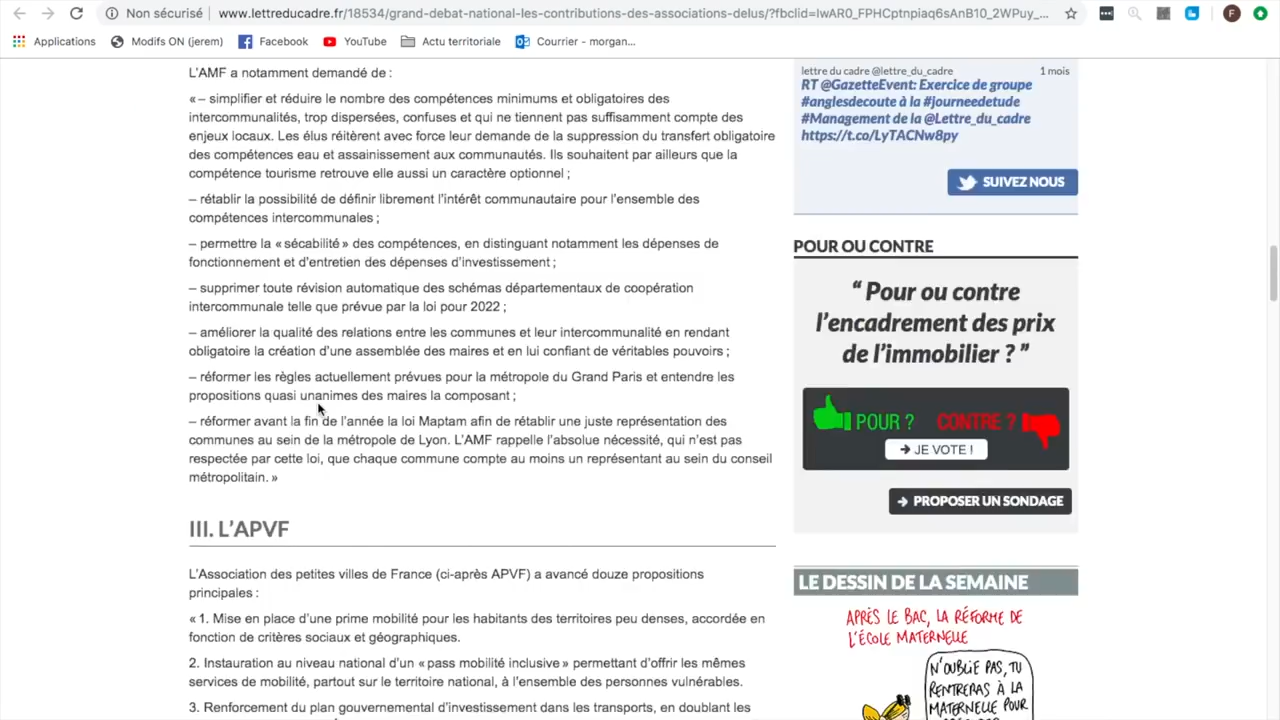 Non sécurisé
www.lettreducadre.fr/18534/grand-debat-national-les-contributions-des-associations-delus/?fbclid=IwAR0_FPHCptnpiaq6sAnB10_2WPuy_...
F
Applications
Modifs ON (jerem)
Facebook
YouTube
Actu territoriale
Courrier - morgan...
L’AMF a notamment demandé de :
« – simplifier et réduire le nombre des compétences minimums et obligatoires des
intercommunalités, trop dispersées, confuses et qui ne tiennent pas suffisamment compte des
enjeux locaux. Les élus réitèrent avec force leur demande de la suppression du transfert obligatoire
des compétences eau et assainissement aux communautés. Ils souhaitent par ailleurs que la
compétence tourisme retrouve elle aussi un caractère optionnel ;
– rétablir la possibilité de définir librement l’intérêt communautaire pour l’ensemble des
compétences intercommunales ;
– permettre la « sécabilité » des compétences, en distinguant notamment les dépenses de
fonctionnement et d’entretien des dépenses d’investissement ;
– supprimer toute révision automatique des schémas départementaux de coopération
intercommunale telle que prévue par la loi pour 2022 ;
– améliorer la qualité des relations entre les communes et leur intercommunalité en rendant
obligatoire la création d’une assemblée des maires et en lui confiant de véritables pouvoirs ;
– réformer les règles actuellement prévues pour la métropole du Grand Paris et entendre les
propositions quasi unanimes des maires la composant ;
– réformer avant la fin de l’année la loi Maptam afin de rétablir une juste représentation des
communes au sein de la métropole de Lyon. L’AMF rappelle l’absolue nécessité, qui n’est pas
respectée par cette loi, que chaque commune compte au moins un représentant au sein du conseil
métropolitain. »
III. L’APVF
L’Association des petites villes de France (ci-après APVF) a avancé douze propositions
principales :
« 1. Mise en place d’une prime mobilité pour les habitants des territoires peu denses, accordée en
fonction de critères sociaux et géographiques.
2. Instauration au niveau national d’un « pass mobilité inclusive » permettant d’offrir les mêmes
services de mobilité, partout sur le territoire national, à l’ensemble des personnes vulnérables.
3. Renforcement du plan gouvernemental d’investissement dans les transports, en doublant les
lettre du cadre @lettre_du_cadre 1 mois
RT @GazetteEvent: Exercice de groupe
#anglesdecoute à la #journeedetude
#Management de la @Lettre_du_cadre
https://t.co/LyTACNw8py
SUIVEZ NOUS
POUR OU CONTRE
“ Pour ou contre
l’encadrement des prix
de l’immobilier ? ”
POUR ? CONTRE ?
JE VOTE !
PROPOSER UN SONDAGE
LE DESSIN DE LA SEMAINE
APRÈS LE BAC, LA RÉFORME DE
L’ÉCOLE MATERNELLE
N’OUBLIE PAS, TU
RENTRERAS À LA
MATERNELLE POUR